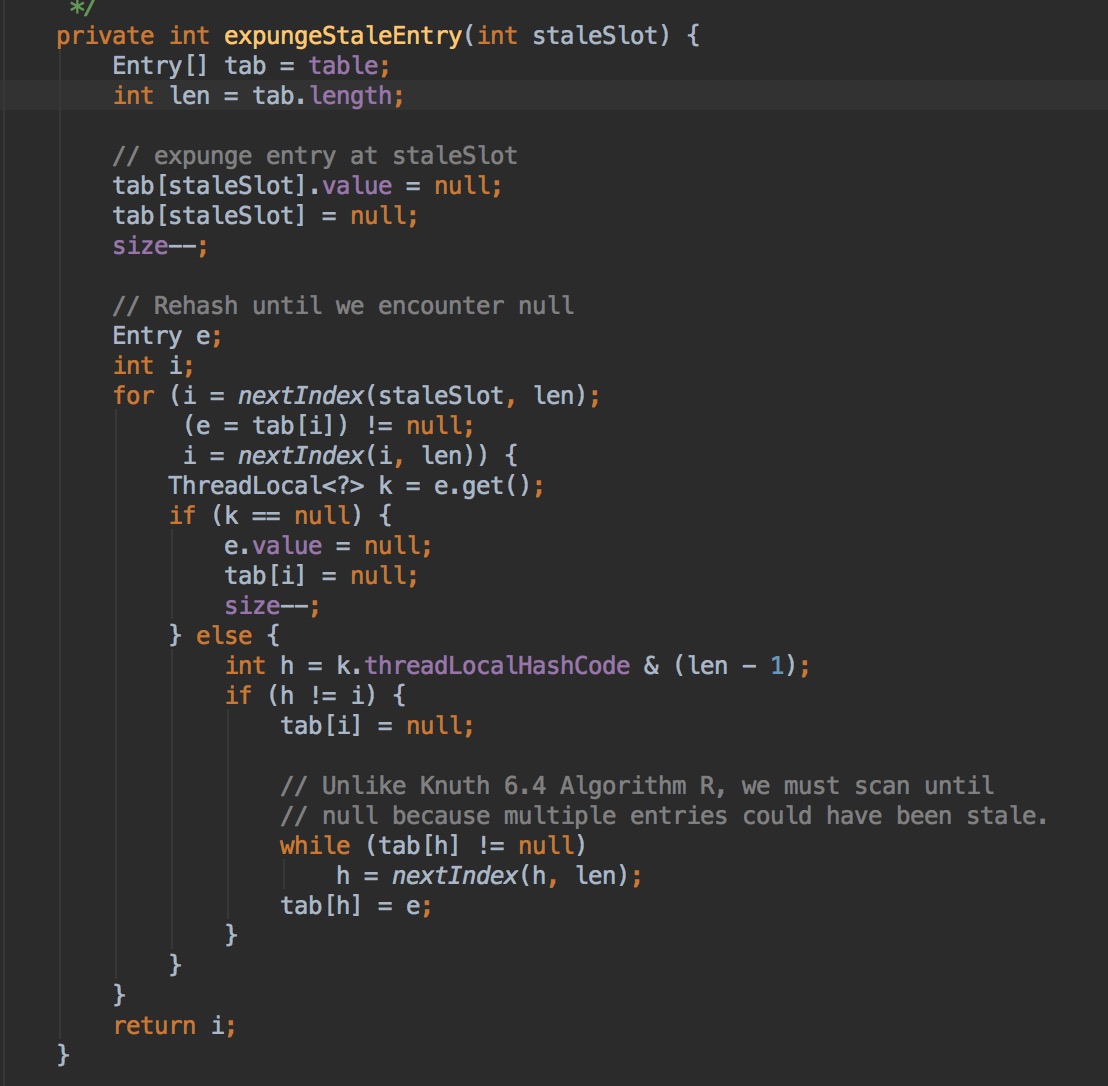 */
private int expungeStaleEntry(int staleSlot) {
    Entry[] tab = table;
    int len = tab.length;

    // expunge entry at staleSlot
    tab[staleSlot].value = null;
    tab[staleSlot] = null;
    size--;

    // Rehash until we encounter null
    Entry e;
    int i;
    for (i = nextIndex(staleSlot, len);
         (e = tab[i]) != null;
         i = nextIndex(i, len)) {
        ThreadLocal<?> k = e.get();
        if (k == null) {
            e.value = null;
            tab[i] = null;
            size--;
        } else {
            int h = k.threadLocalHashCode & (len - 1);
            if (h != i) {
                tab[i] = null;

                // Unlike Knuth 6.4 Algorithm R, we must scan until
                // null because multiple entries could have been stale.
                while (tab[h] != null)
                    h = nextIndex(h, len);
                tab[h] = e;
            }
        }
    }
    return i;
}